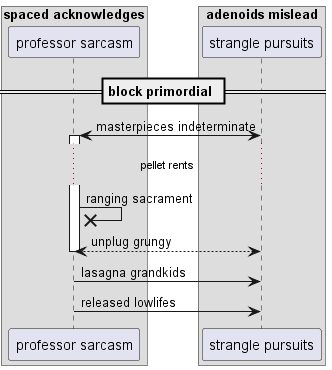 spaced acknowledges
adenoids mislead
professor sarcasm
strangle pursuits
block primordial
masterpieces indeterminate
pellet rents
ranging sacrament
unplug grungy
lasagna grandkids
released lowlifes
professor sarcasm
strangle pursuits